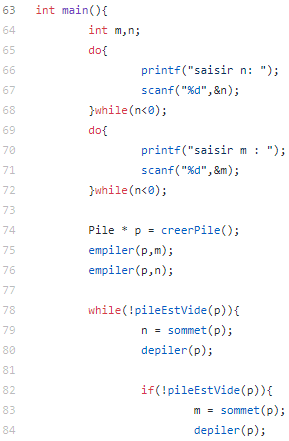 63 int main(){
64 int m,n;
65 do{
66 printf("saisir n: ");
67 scanf("%d",&n);
68 }while(n<0);
69 do{
70 printf("saisir m : ");
71 scanf("%d",&m);
72 }while(n<0);
73
74 Pile * p = creerPile();
75 empiler(p,m);
76 empiler(p,n);
77
78 while(!pileEstVide(p)){
79 n = sommet(p);
80 depiler(p);
81
82 if(!pileEstVide(p)){
83 m = sommet(p);
84 depiler(p);